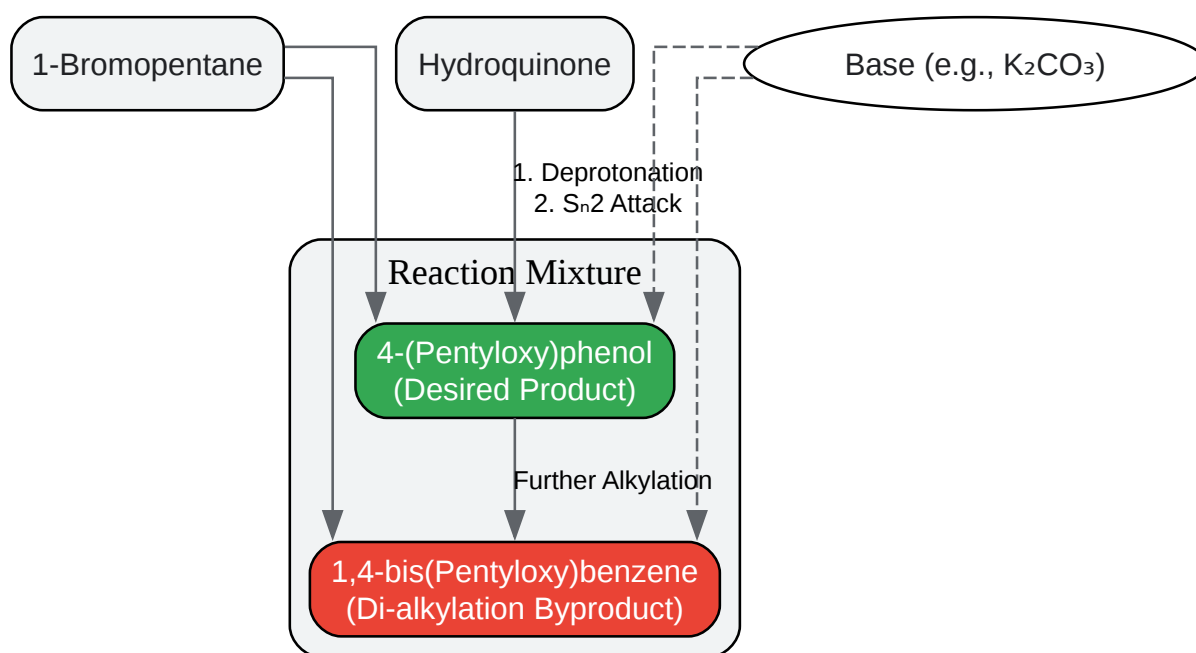 1-Bromopentane
Hydroquinone
Base (e.g., K₂CO₃)
1. Deprotonation
2. Sₙ2 Attack
Reaction Mixture
4-(Pentyloxy)phenol
(Desired Product)
Further Alkylation
1,4-bis(Pentyloxy)benzene
(Di-alkylation Byproduct)